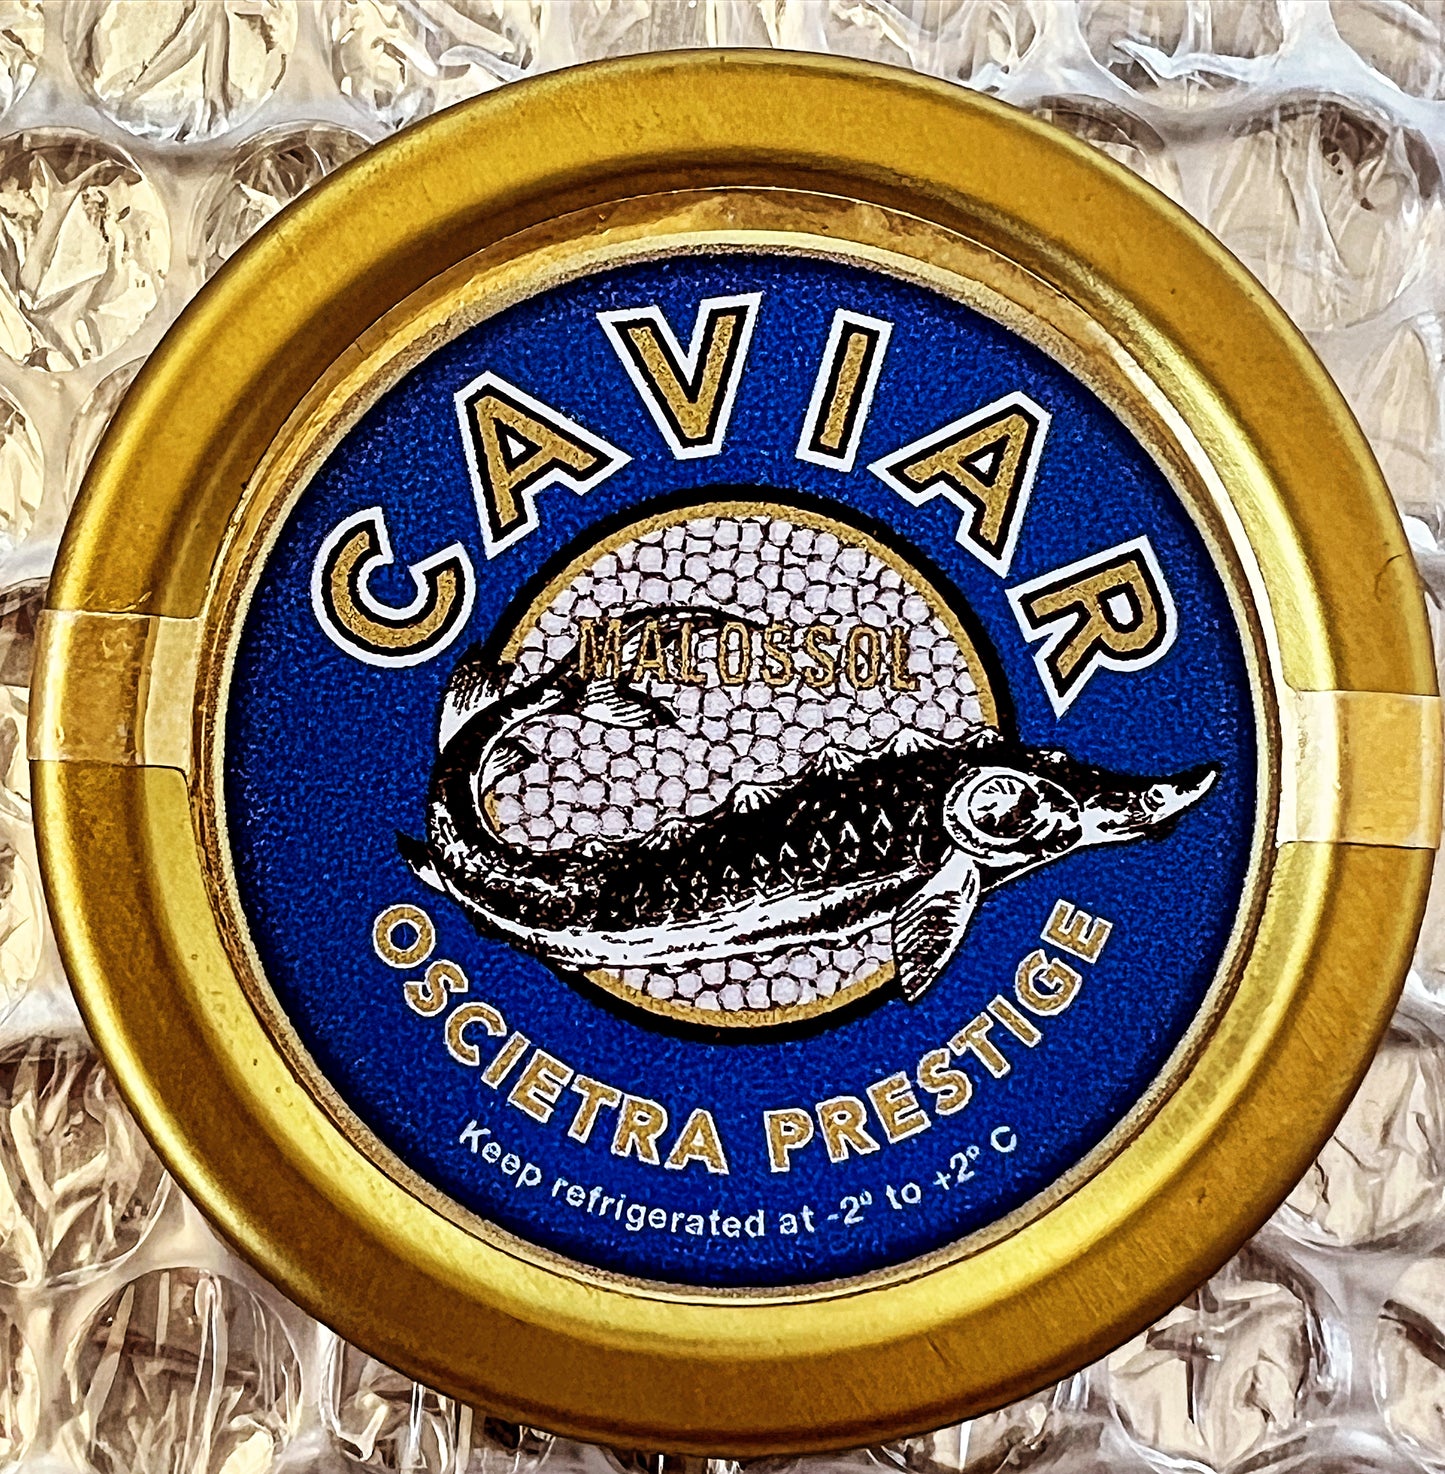 CAVIAR
MALOSSOL
OSCIETRA PRESTIGE
Keep refrigerated at -2º to +2º C